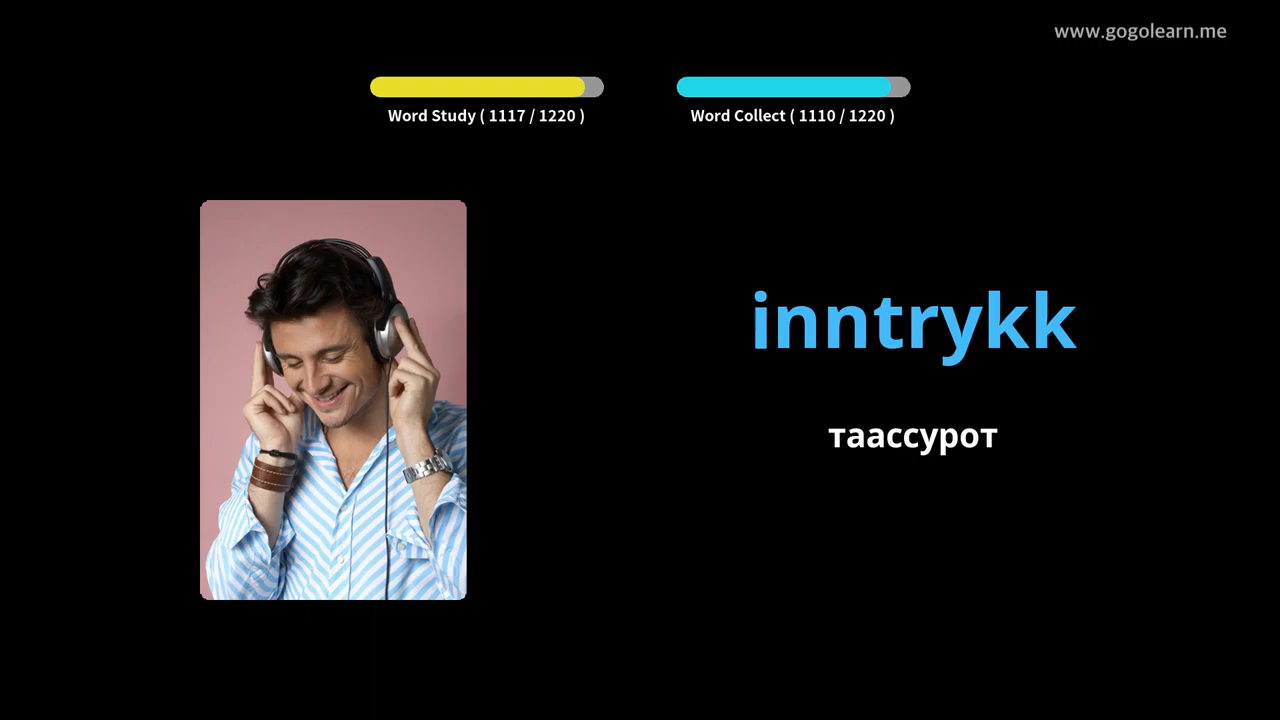 www.gogolearn.me
Word Study ( 1117 / 1220 )
Word Collect ( 1110 / 1220 )
inntrykk
таассурот